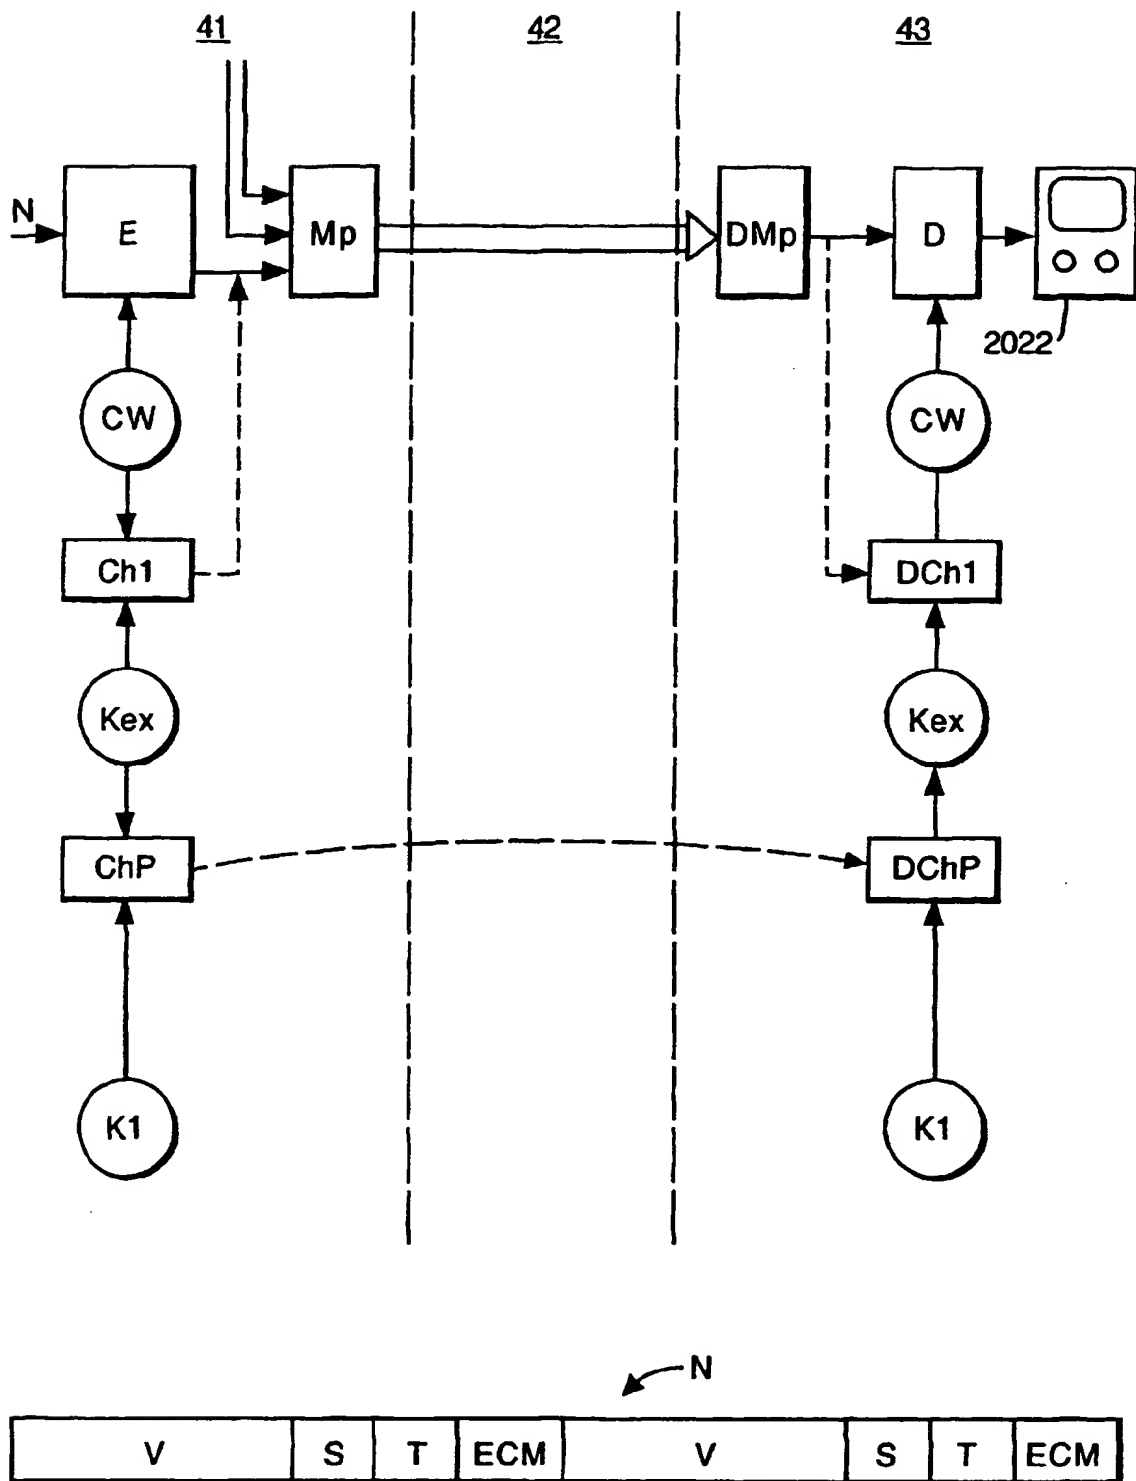 41 42 43
N E Mp DMp D
2022
CW CW
Ch1 DCh1
Kex Kex
ChP DChP
K1 K1
N
V S T ECM V S T ECM